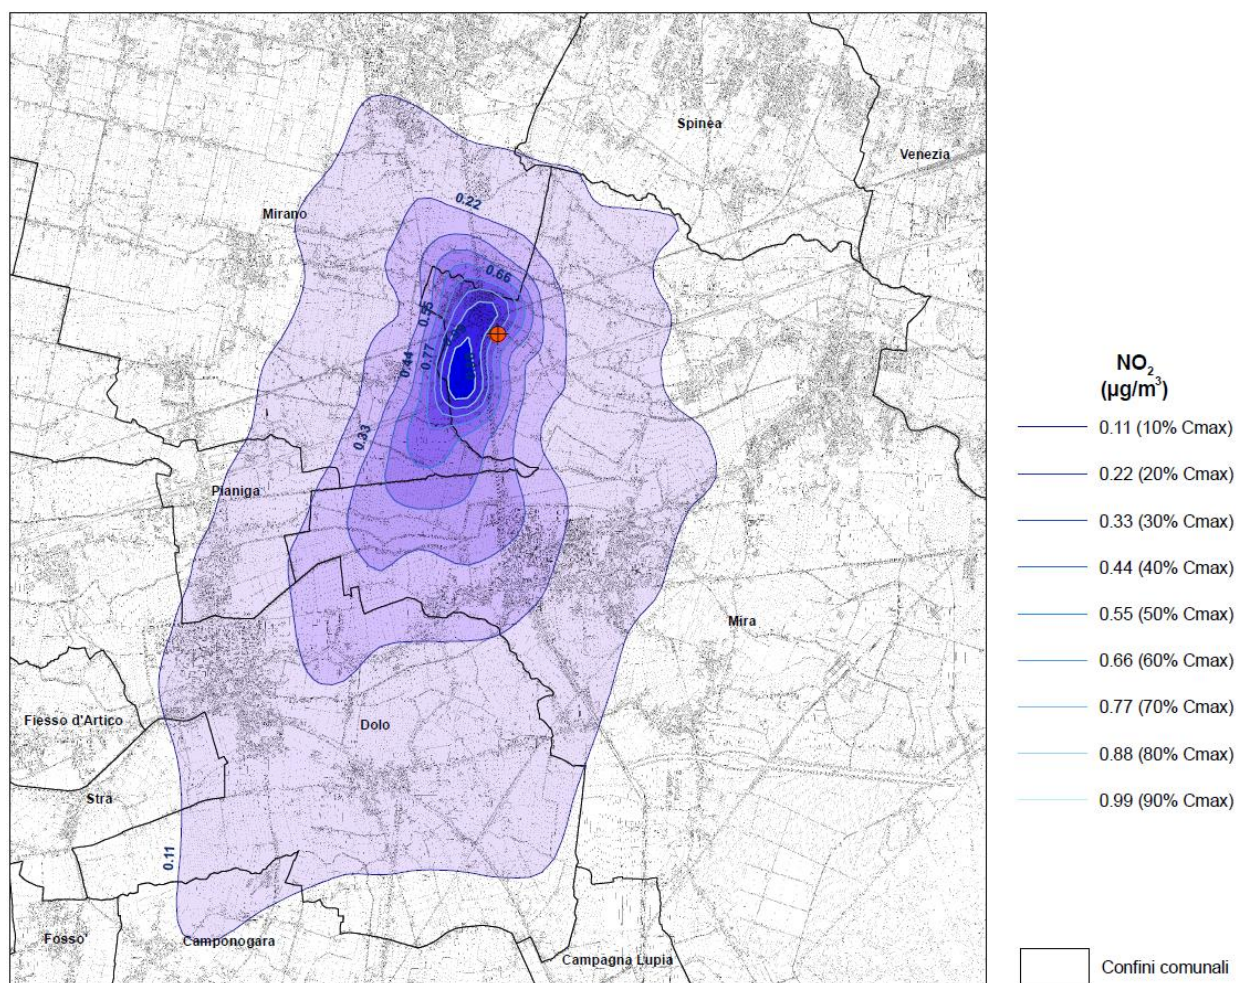 Spinea
Venezia
Mirano
0.22
0.66
0.55
0.44
0.77
0.33
Pianiga
Mira
Fiesso d'Artico
Dolo
Stra
0.11
Fosso'
Camponogara
Campagna Lupia
NO2
(µg/m3)
0.11 (10% Cmax)
0.22 (20% Cmax)
0.33 (30% Cmax)
0.44 (40% Cmax)
0.55 (50% Cmax)
0.66 (60% Cmax)
0.77 (70% Cmax)
0.88 (80% Cmax)
0.99 (90% Cmax)
Confini comunali